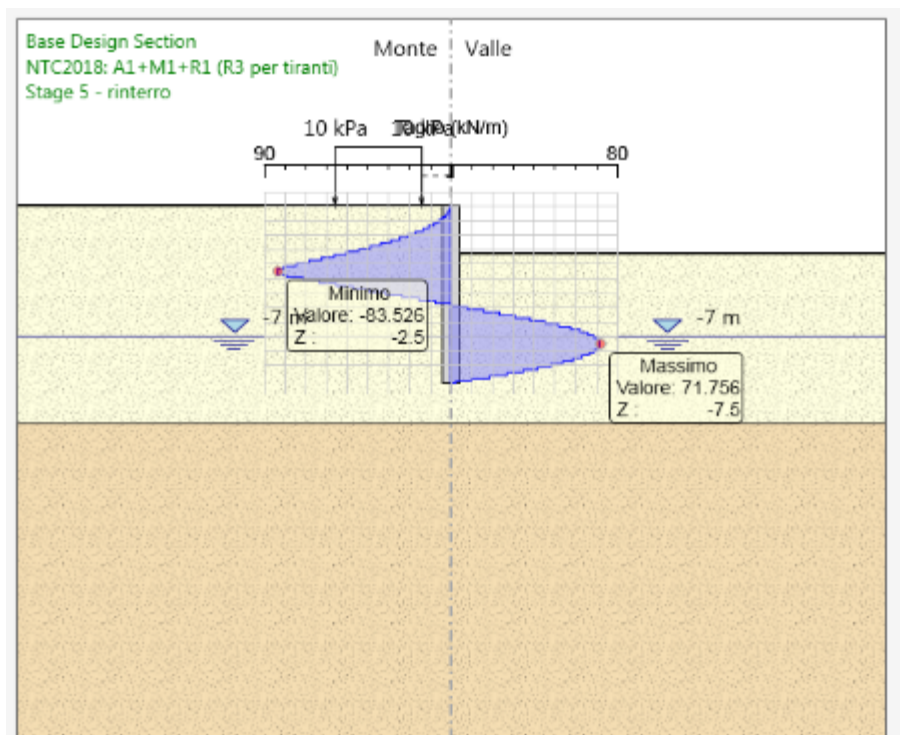 Base Design Section
NTC2018: A1+M1+R1 (R3 per tiranti)
Stage 5 - rinterro
Monte
Valle
10 kPa
(kN/m)
90
80
Minimo
Valore: -83.526
Z : -2.5
-7 m
-7 m
Massimo
Valore: 71.756
Z : -7.5